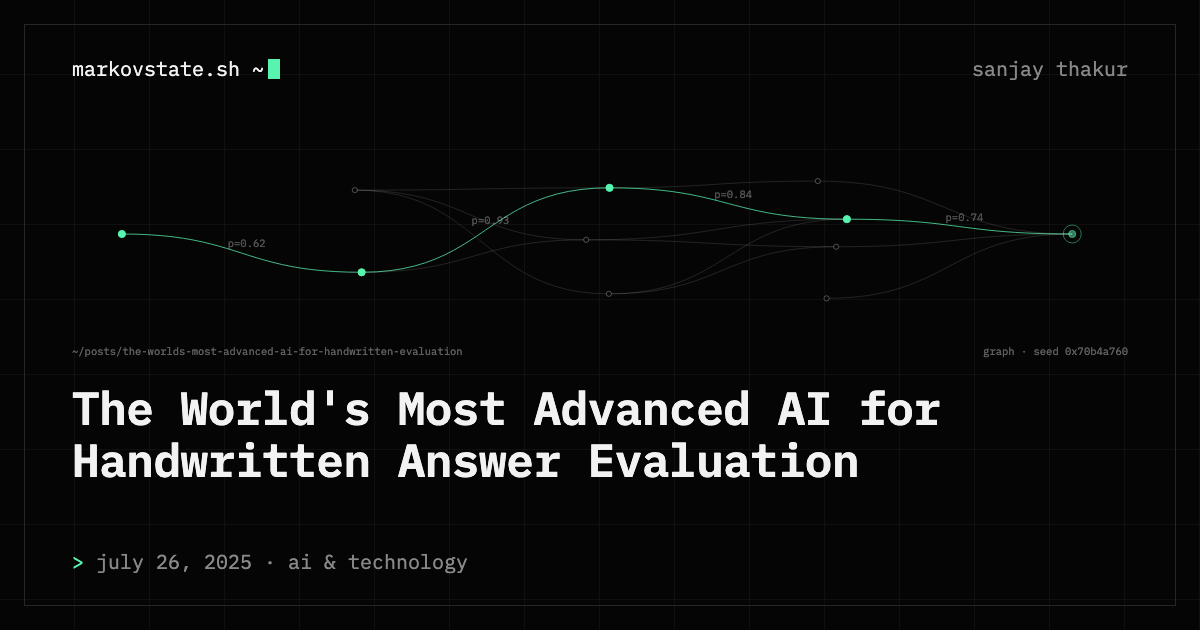 markovstate.sh ~
sanjay thakur
p=0.62
p=0.93
p=0.84
p=0.74
~/posts/the-worlds-most-advanced-ai-for-handwritten-evaluation
graph · seed 0x70b4a760
The World's Most Advanced AI for
Handwritten Answer Evaluation
> july 26, 2025 · ai & technology